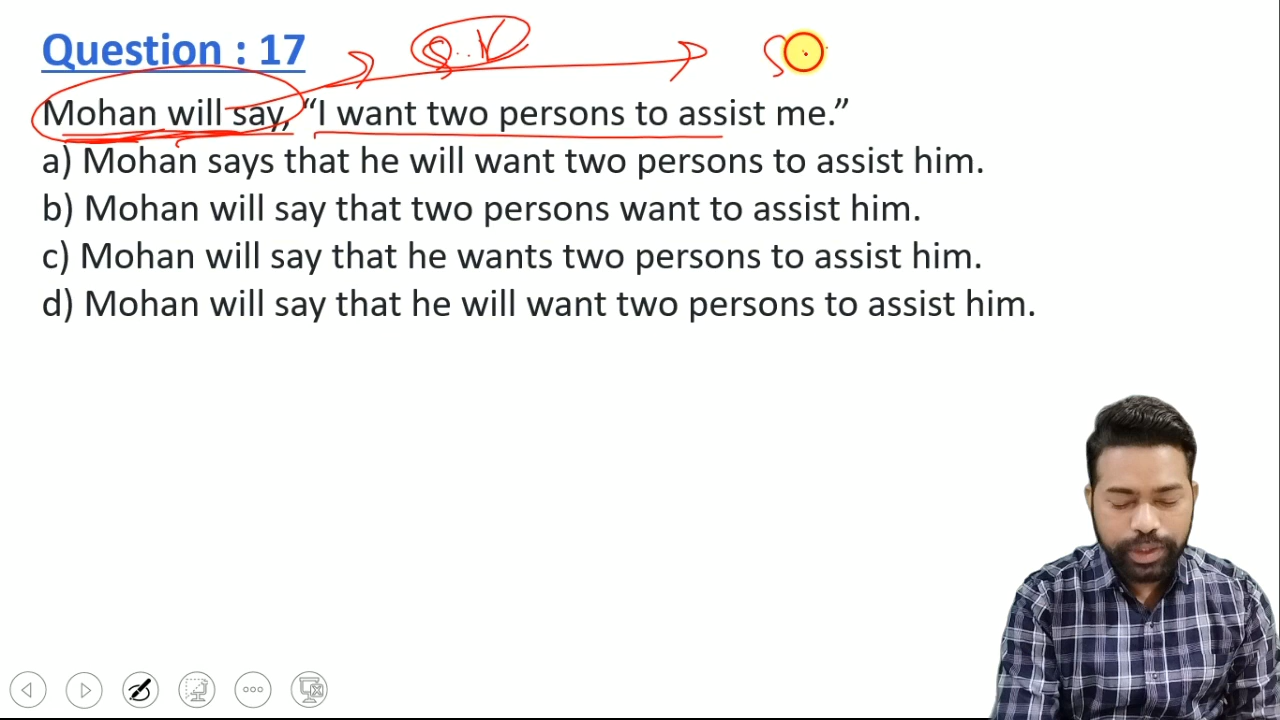 Question : 17
Mohan will say, “I want two persons to assist me.”
a) Mohan says that he will want two persons to assist him.
b) Mohan will say that two persons want to assist him.
c) Mohan will say that he wants two persons to assist him.
d) Mohan will say that he will want two persons to assist him.